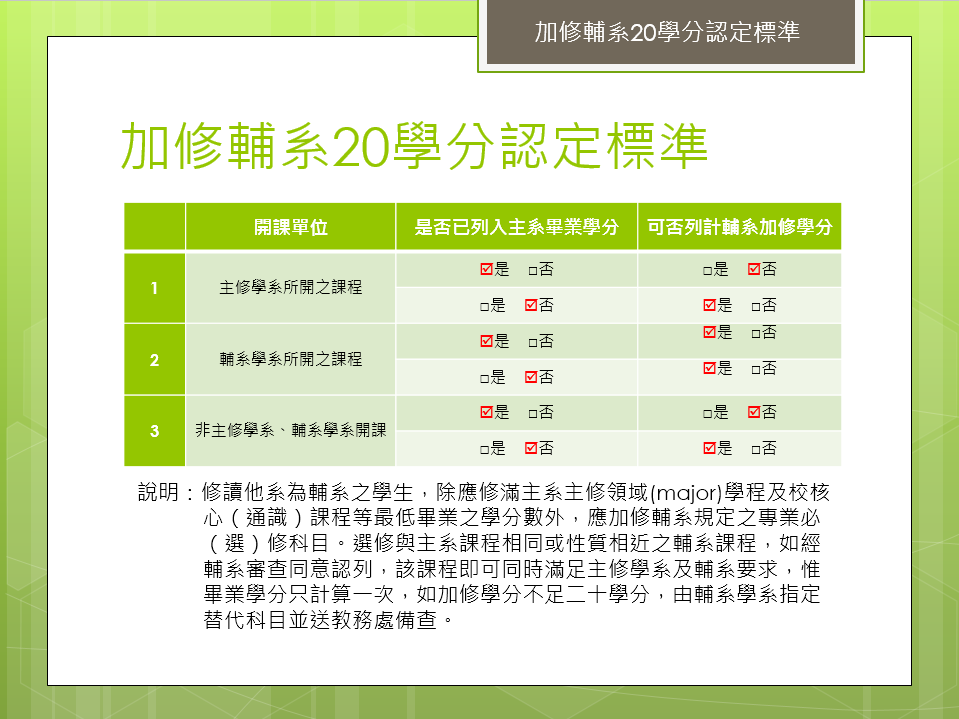 加修輔系20學分認定標準
加修輔系20學分認定標準
開課單位 是否已列入主系畢業學分 可否列計輔系加修學分
1 主修學系所開之課程 ☑是 □否 □是 ☑否
□是 ☑否 ☑是 □否
2 輔系學系所開之課程 ☑是 □否 ☑是 □否
□是 ☑否 ☑是 □否
3 非主修學系、輔系學系開課 ☑是 □否 □是 ☑否
□是 ☑否 ☑是 □否
說明：修讀他系為輔系之學生，除應修滿主系主修領域(major)學程及校核
心（通識）課程等最低畢業之學分數外，應加修輔系規定之專業必
（選）修科目。選修與主系課程相同或性質相近之輔系課程，如經
輔系審查同意認列，該課程即可同時滿足主修學系及輔系要求，惟
畢業學分只計算一次，如加修學分不足二十學分，由輔系學系指定
替代科目並送教務處備查。